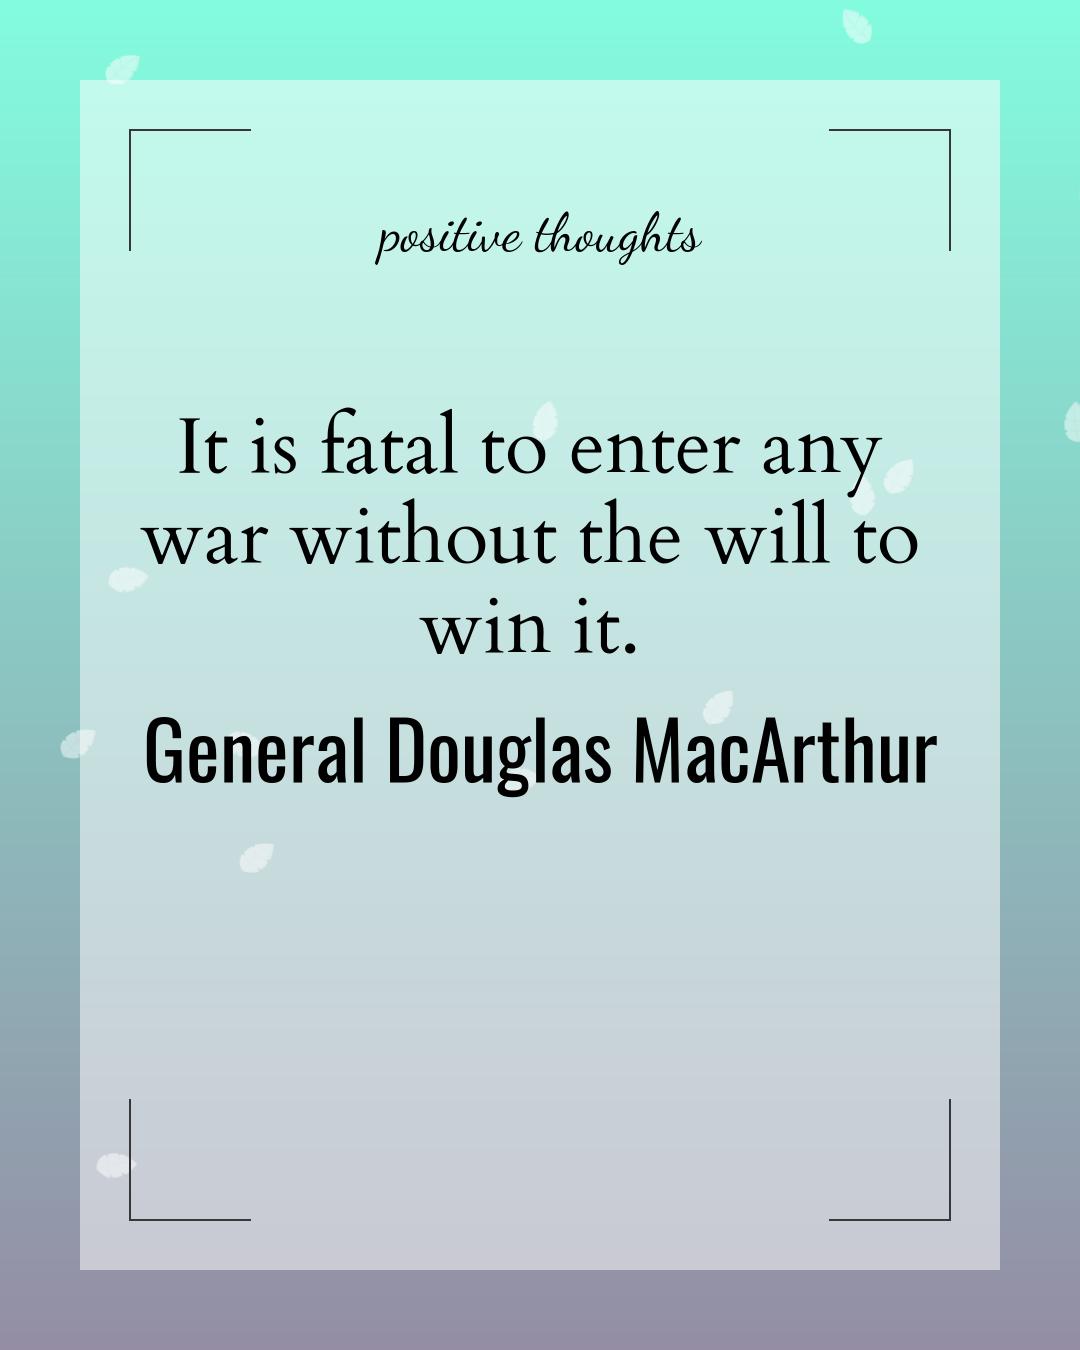 positive thoughts
It is fatal to enter any
war without the will to
win it.
General Douglas MacArthur